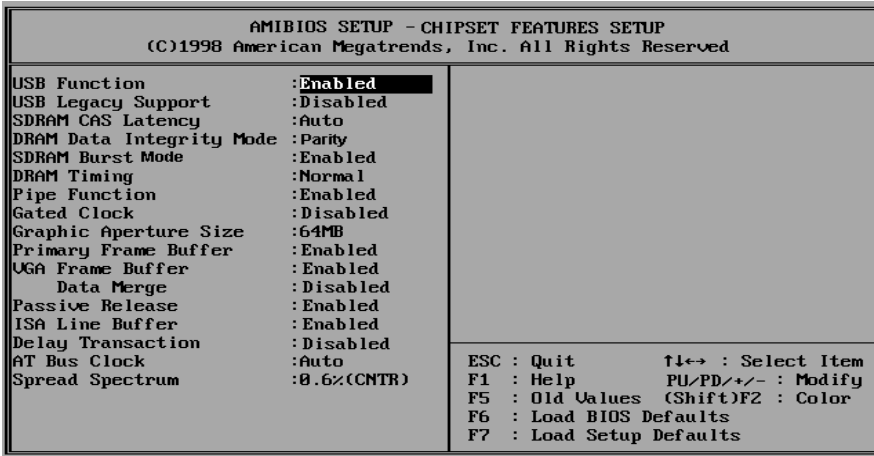 AMIBIOS SETUP - CHIPSET FEATURES SETUP
(C)1998 American Megatrends, Inc. All Rights Reserved
USB Function :Enabled
USB Legacy Support :Disabled
SDRAM CAS Latency :Auto
DRAM Data Integrity Mode :Parity
SDRAM Burst Mode :Enabled
DRAM Timing :Normal
Pipe Function :Enabled
Gated Clock :Disabled
Graphic Aperture Size :64MB
Primary Frame Buffer :Enabled
VGA Frame Buffer :Enabled
Data Merge :Disabled
Passive Release :Enabled
ISA Line Buffer :Enabled
Delay Transaction :Disabled
AT Bus Clock :Auto
Spread Spectrum :0.6%(CNTR)
ESC : Quit ↑↓←→ : Select Item
F1 : Help PU/PD/+/- : Modify
F5 : Old Values (Shift)F2 : Color
F6 : Load BIOS Defaults
F7 : Load Setup Defaults